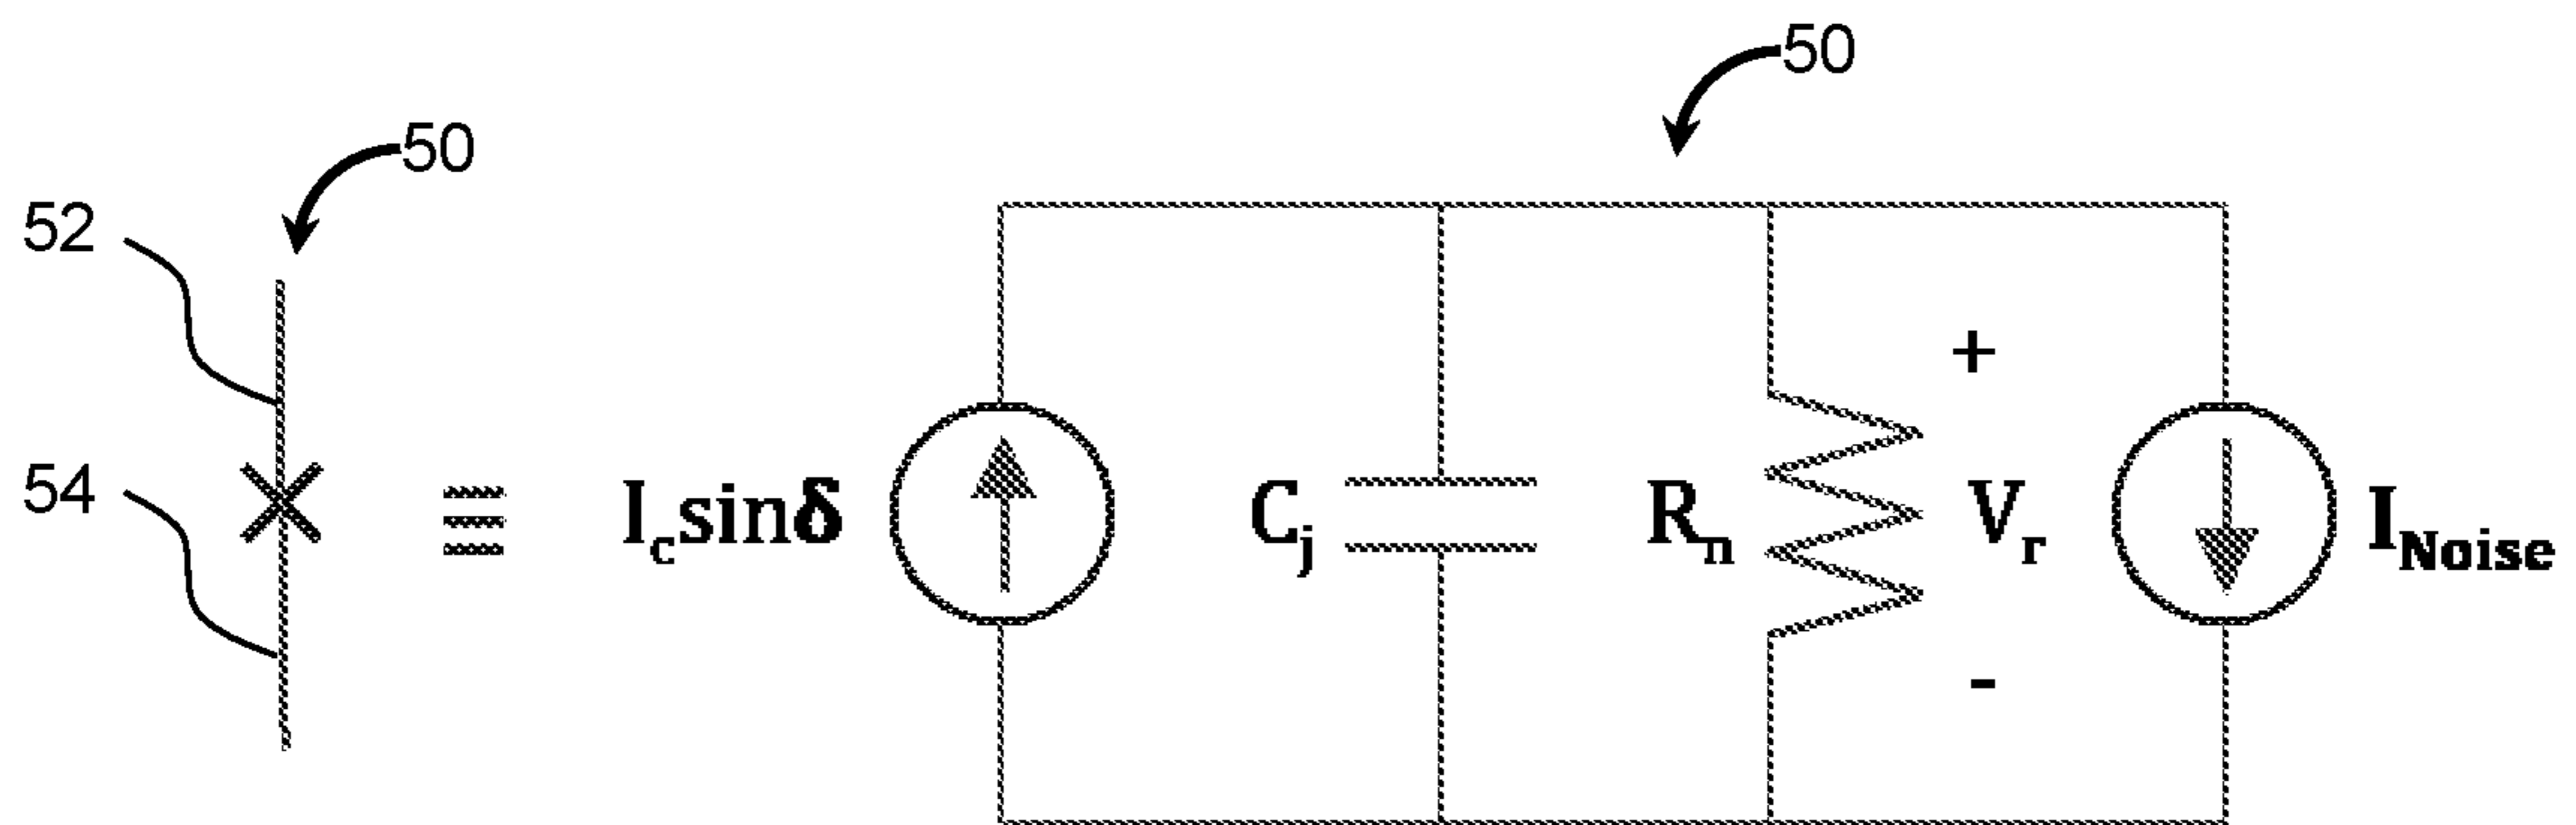 50
50
52
54
≡ I_c sinδ
C_j
R_n
+
V_r
-
I_Noise